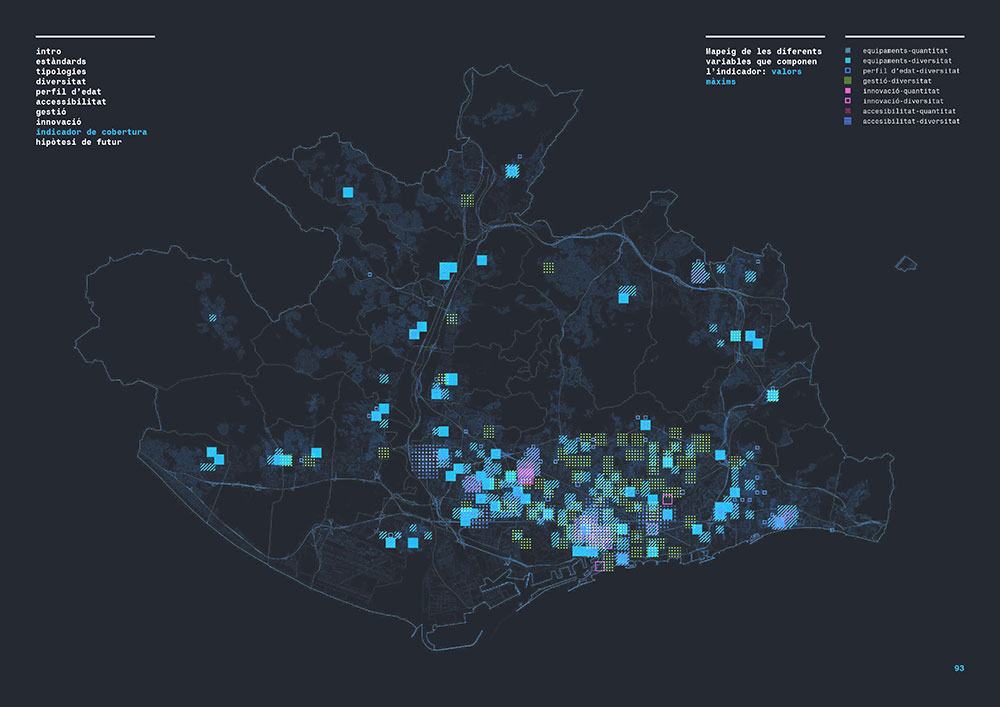 intro
estàndards
tipologies
diversitat
perfil d'edat
accessibilitat
gestió
innovació
indicador de cobertura
hipòtesi de futur
Mapeig de les diferents
variables que componen
l'indicador: valors
màxims
equipaments-quantitat
equipaments-diversitat
perfil d'edat-diversitat
gestió-diversitat
innovació-quantitat
innovació-diversitat
accesibilitat-quantitat
accesibilitat-diversitat
93